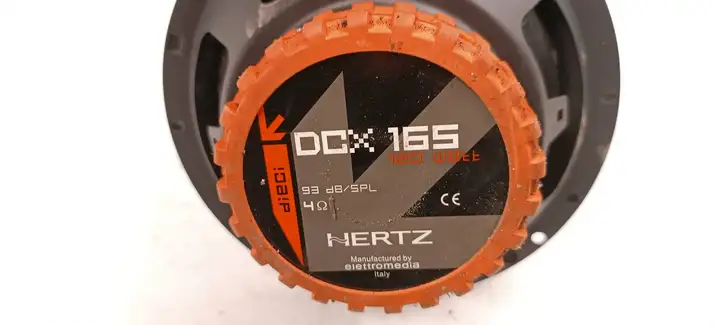 DCX 165
dieci
93 dB/SPL
4Ω
CE
HERTZ
Manufactured by
elettromedia
Italy